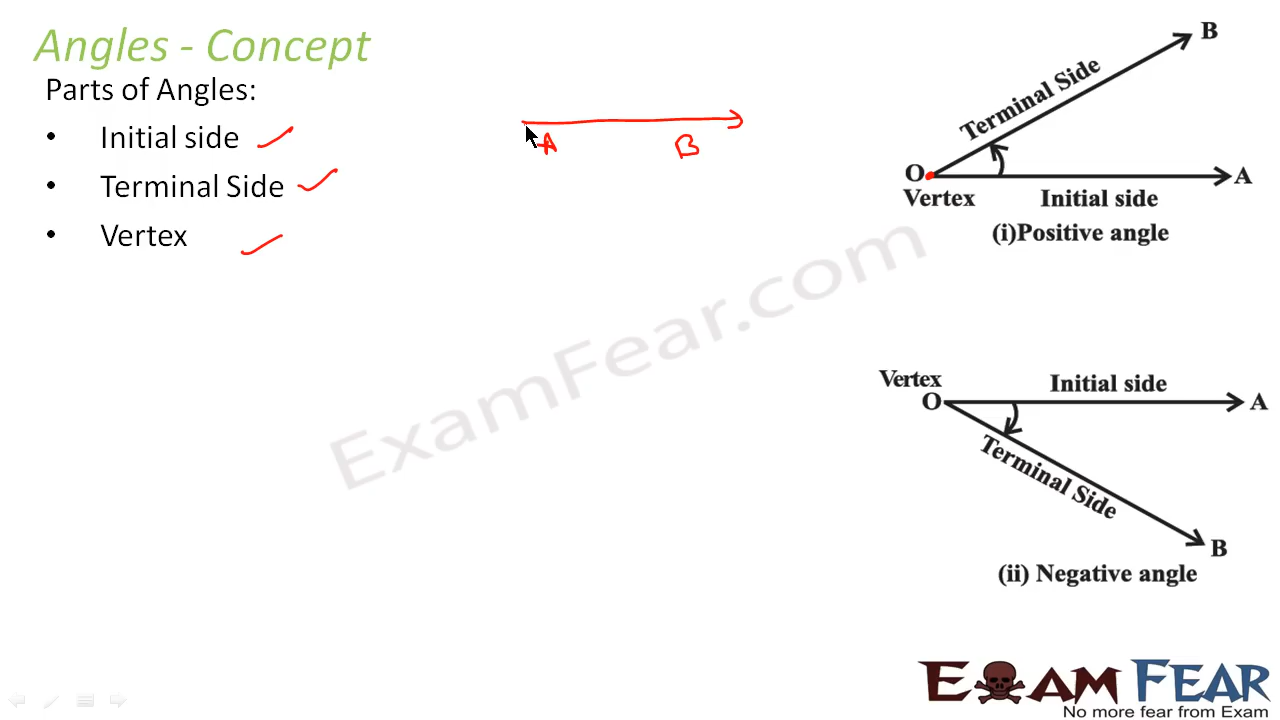 Angles - Concept
Parts of Angles:
• Initial side
• Terminal Side
• Vertex
A B
B
Terminal Side
O A
Vertex Initial side
(i)Positive angle
ExamFear.com
Vertex Initial side
O A
Terminal Side
B
(ii) Negative angle
EXAM FEAR
No more fear from Exam